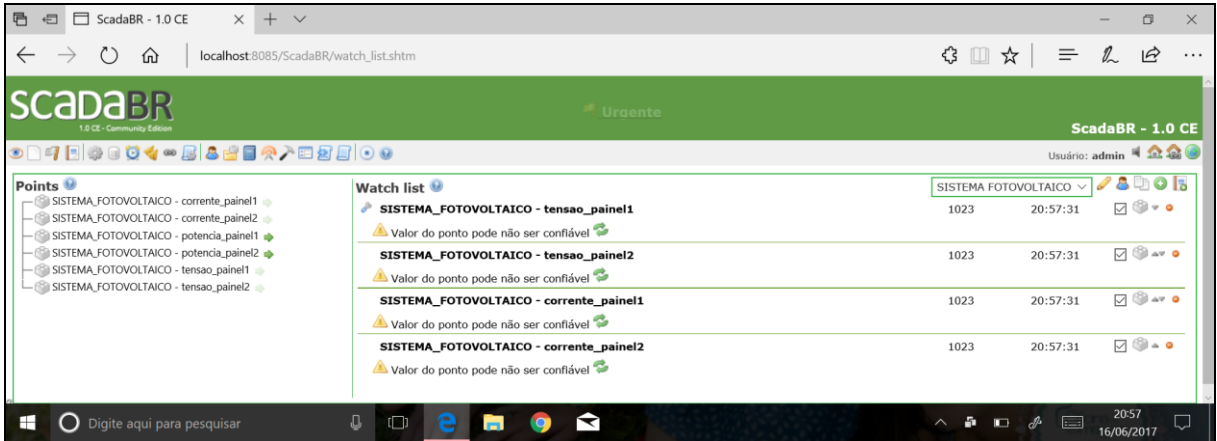 ScadaBR - 1.0 CE
localhost:8085/ScadaBR/watch_list.shtm
scadaBR
1.0 CE - Community Edition
Urgente
ScadaBR - 1.0 CE
Usuário: admin
Points
SISTEMA_FOTOVOLTAICO - corrente_painel1
SISTEMA_FOTOVOLTAICO - corrente_painel2
SISTEMA_FOTOVOLTAICO - potencia_painel1
SISTEMA_FOTOVOLTAICO - potencia_painel2
SISTEMA_FOTOVOLTAICO - tensao_painel1
SISTEMA_FOTOVOLTAICO - tensao_painel2
Watch list
SISTEMA FOTOVOLTAICO
SISTEMA_FOTOVOLTAICO - tensao_painel1 1023 20:57:31
Valor do ponto pode não ser confiável
SISTEMA_FOTOVOLTAICO - tensao_painel2 1023 20:57:31
Valor do ponto pode não ser confiável
SISTEMA_FOTOVOLTAICO - corrente_painel1 1023 20:57:31
Valor do ponto pode não ser confiável
SISTEMA_FOTOVOLTAICO - corrente_painel2 1023 20:57:31
Valor do ponto pode não ser confiável
Digite aqui para pesquisar
20:57
16/06/2017